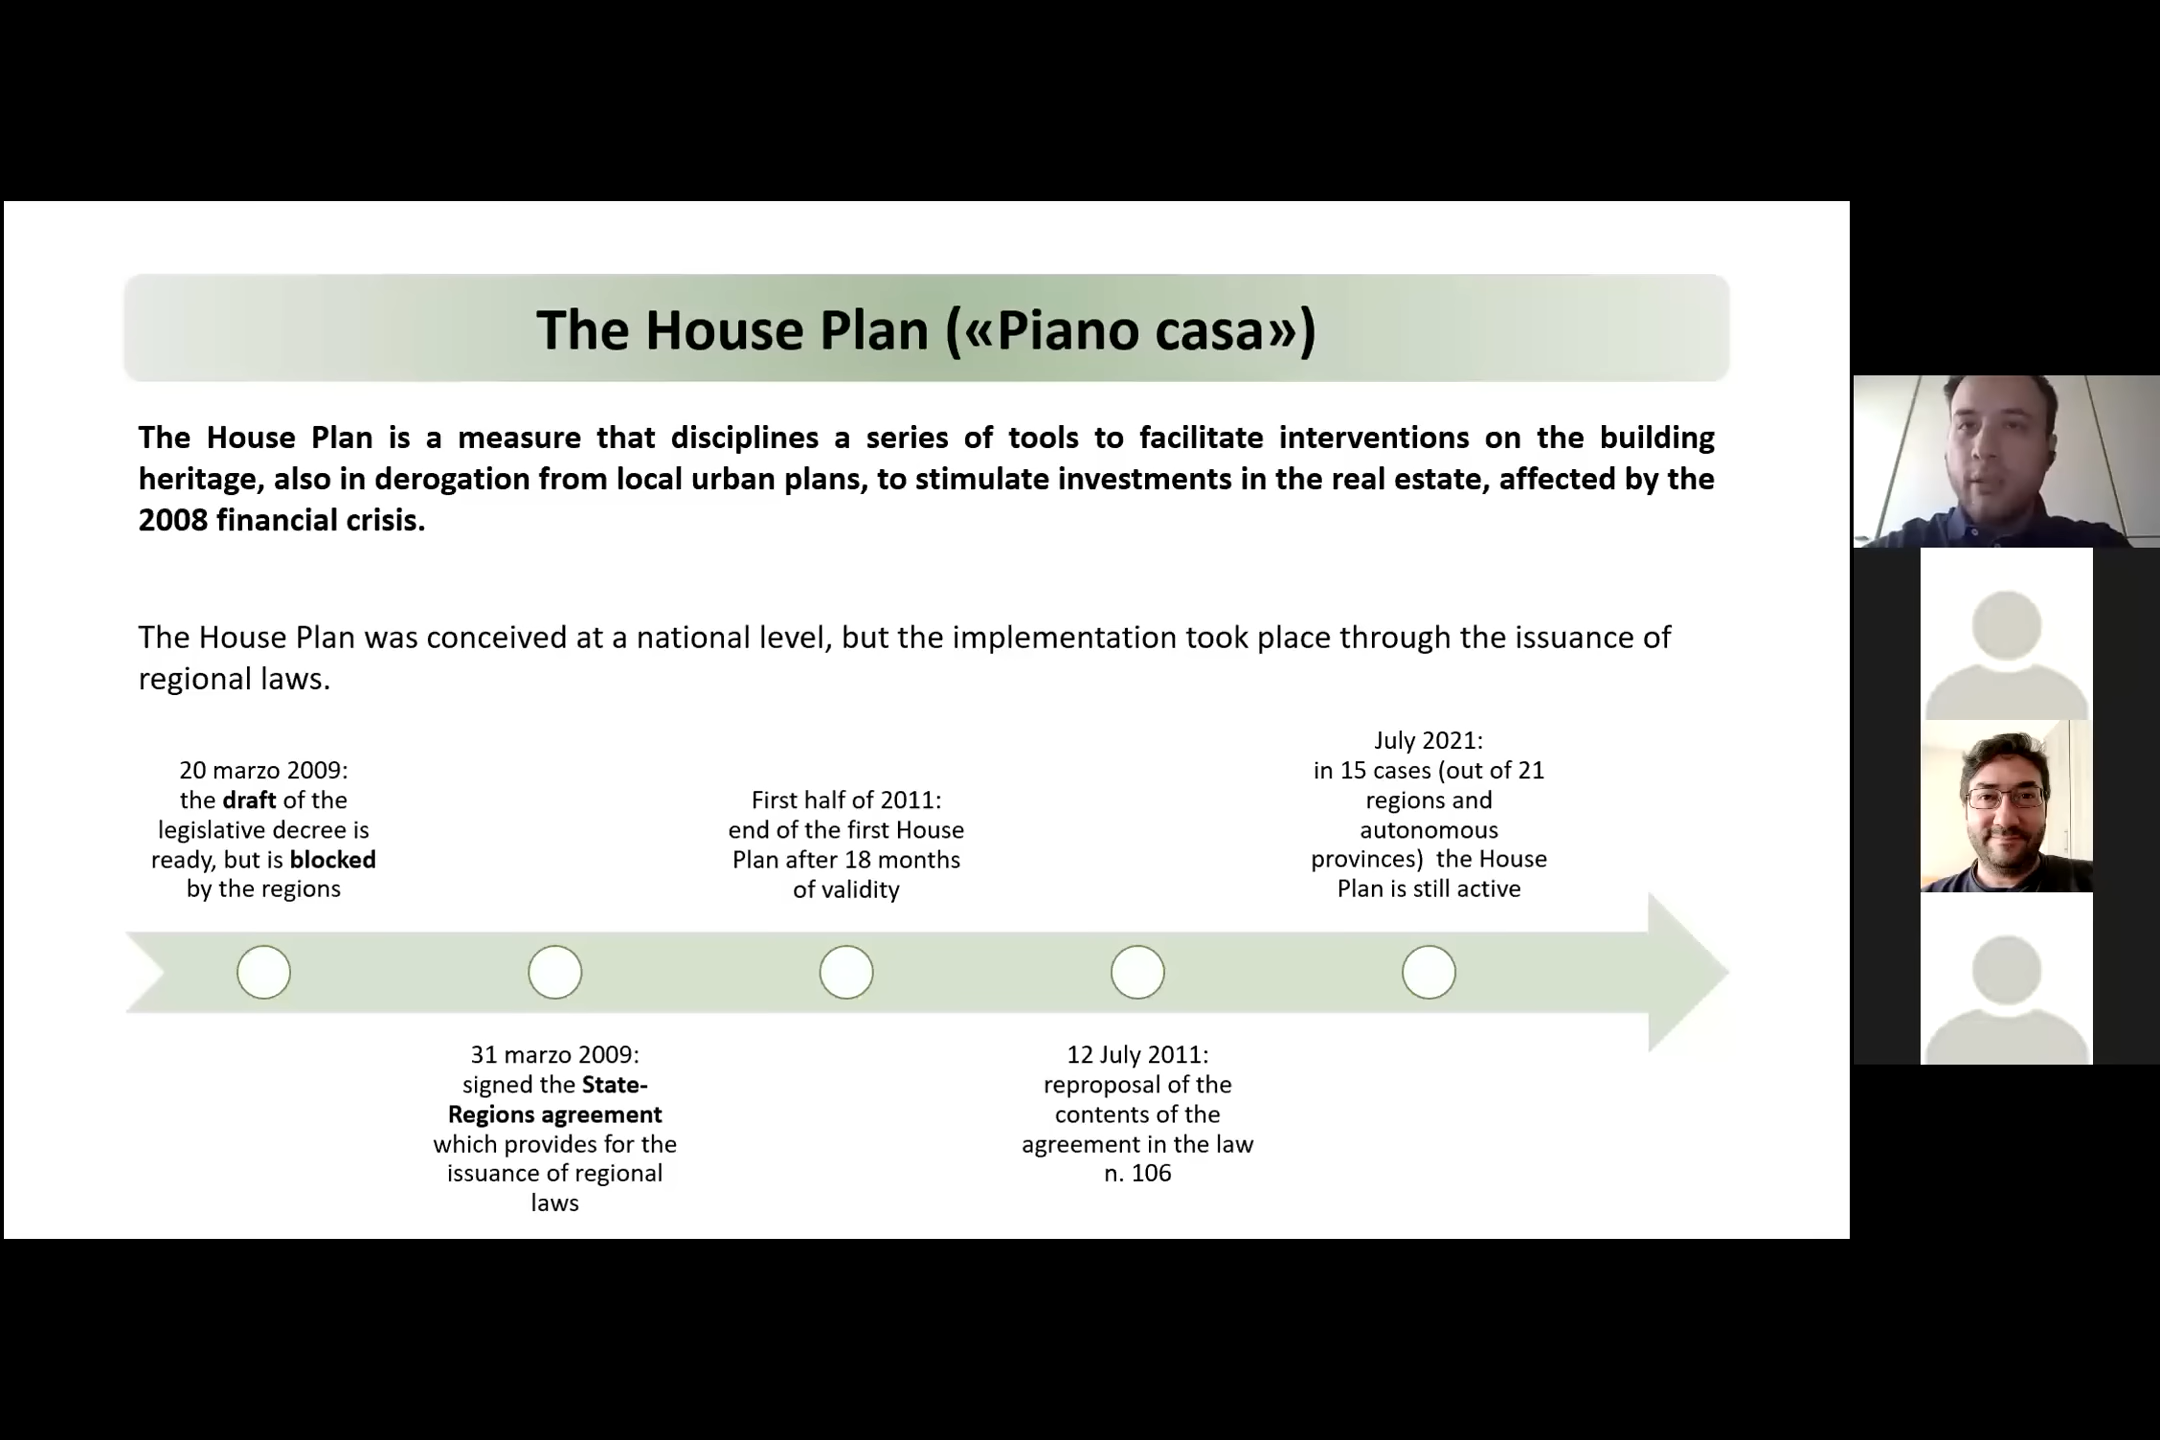 The House Plan («Piano casa»)
The House Plan is a measure that disciplines a series of tools to facilitate interventions on the building
heritage, also in derogation from local urban plans, to stimulate investments in the real estate, affected by the
2008 financial crisis.
The House Plan was conceived at a national level, but the implementation took place through the issuance of
regional laws.
20 marzo 2009:
the draft of the
legislative decree is
ready, but is blocked
by the regions
31 marzo 2009:
signed the State-
Regions agreement
which provides for the
issuance of regional
laws
First half of 2011:
end of the first House
Plan after 18 months
of validity
12 July 2011:
reproposal of the
contents of the
agreement in the law
n. 106
July 2021:
in 15 cases (out of 21
regions and
autonomous
provinces)  the House
Plan is still active